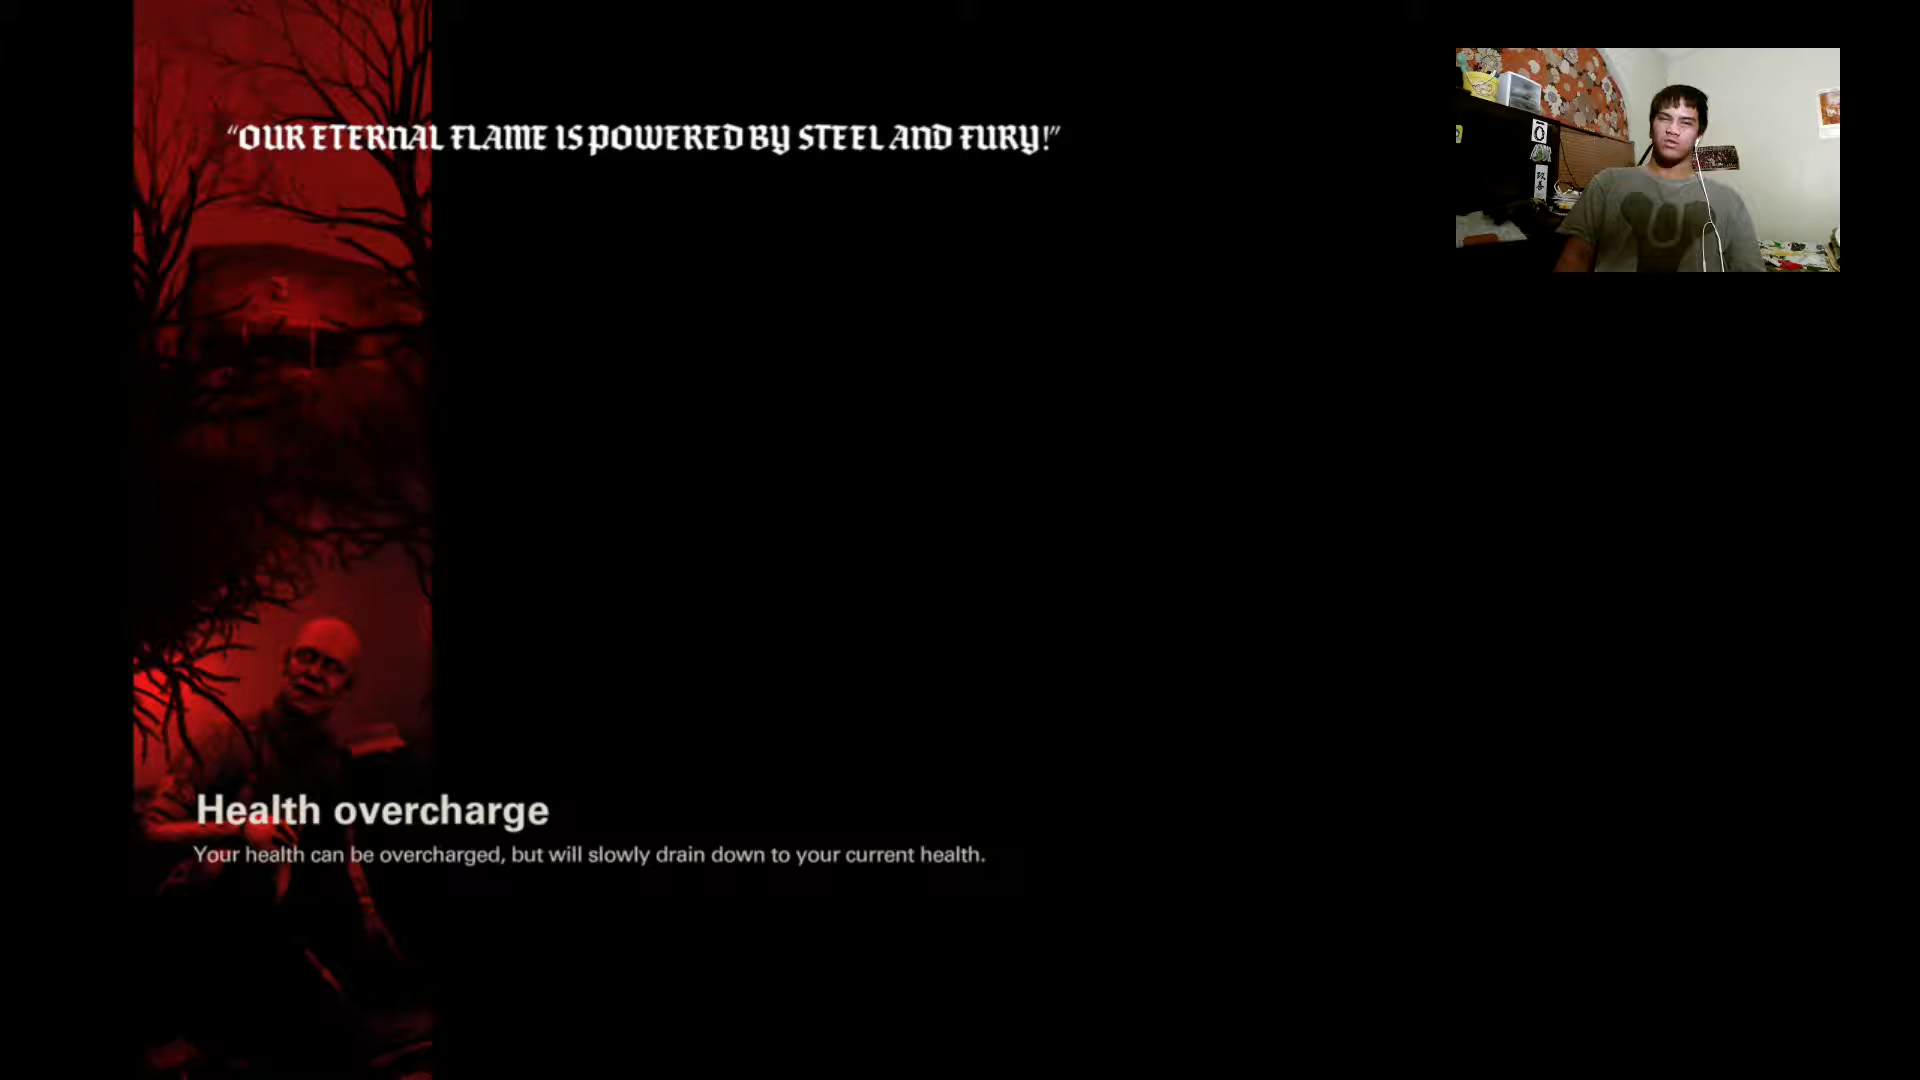 “OUR ETERNAL FLAME IS POWERED BY STEEL AND FURY!”
Health overcharge
Your health can be overcharged, but will slowly drain down to your current health.